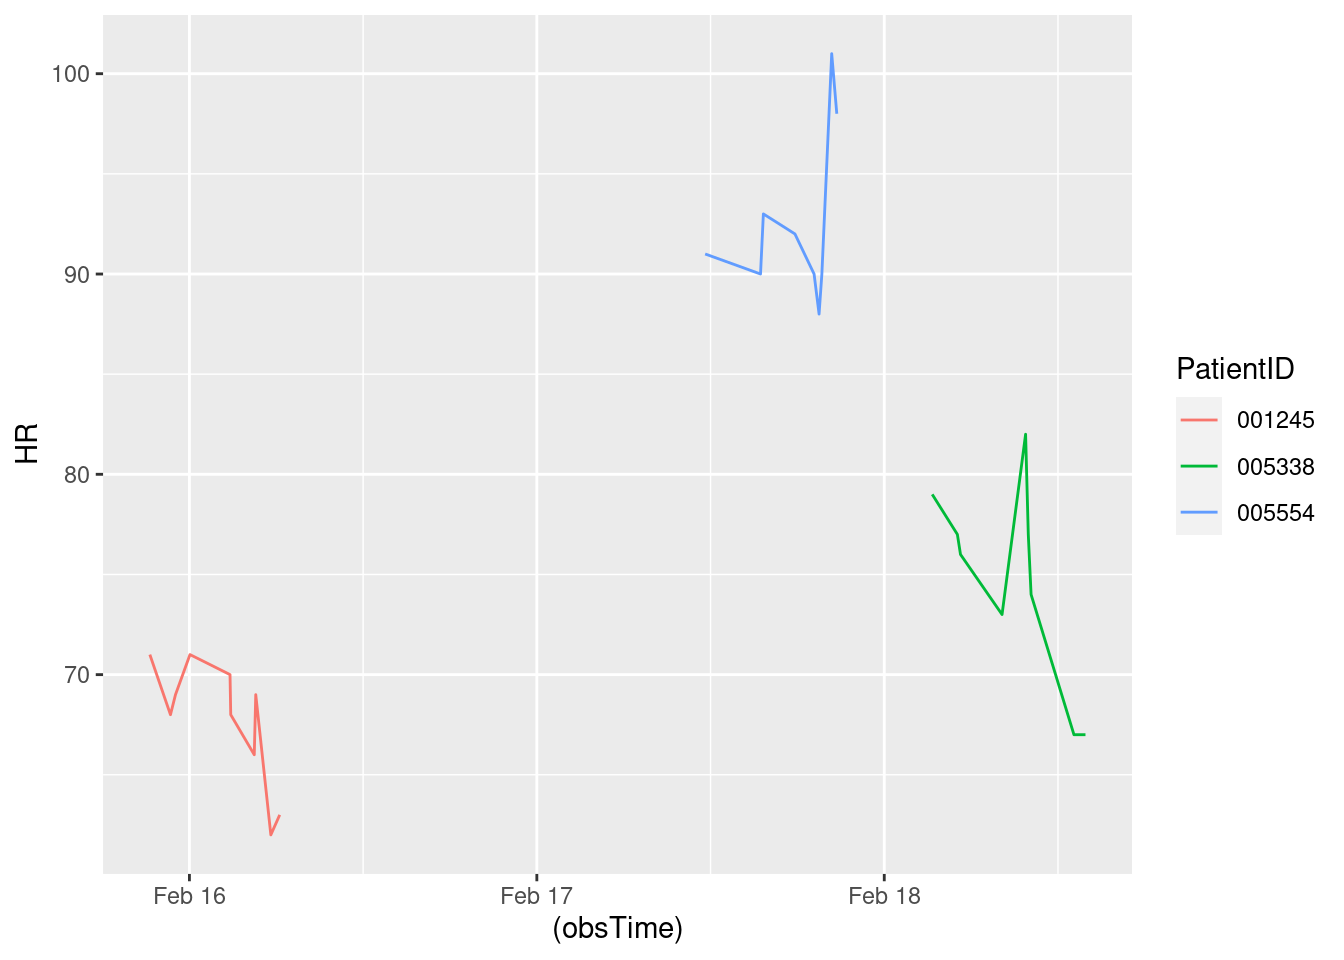 HR
100
90
80
70
Feb 16
Feb 17
Feb 18
(obsTime)
PatientID
001245
005338
005554